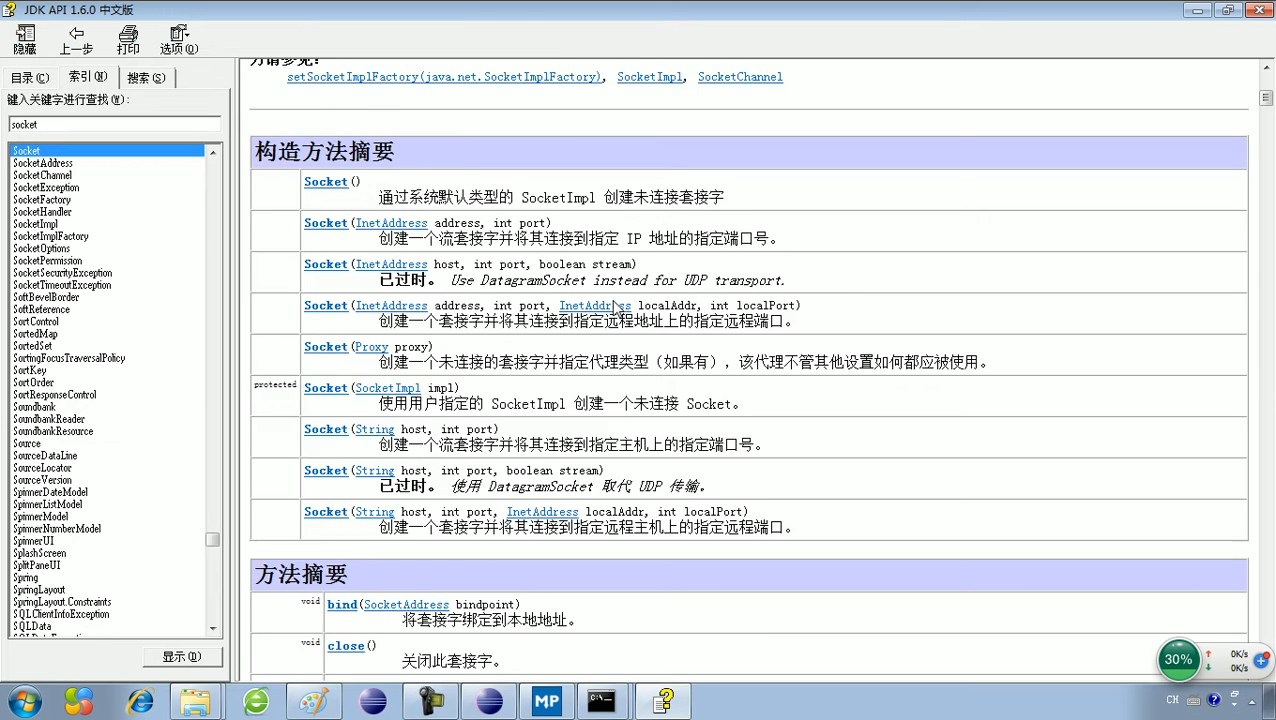 JDK API 1.6.0 中文版
隐藏
上一步
打印
选项(O)
目录(C)
索引(N)
搜索(S)
键入关键字进行查找(W):
socket
Socket
SocketAddress
SocketChannel
SocketException
SocketFactory
SocketHandler
SocketImpl
SocketImplFactory
SocketOptions
SocketPermission
SocketSecurityException
SocketTimeoutException
SoftBevelBorder
SoftReference
SortControl
SortedMap
SortedSet
SortingFocusTraversalPolicy
SortKey
SortOrder
SortResponseControl
Soundbank
SoundbankReader
SoundbankResource
Source
SourceDataLine
SourceLocator
SourceVersion
SpinnerDateModel
SpinnerListModel
SpinnerModel
SpinnerNumberModel
SpinnerUI
SplashScreen
SplitPaneUI
Spring
SpringLayout
SpringLayout.Constraints
SQLClientInfoException
SQLData
显示(D)
另请参见:
setSocketImplFactory(java.net.SocketImplFactory), SocketImpl, SocketChannel
构造方法摘要
Socket()
通过系统默认类型的 SocketImpl 创建未连接套接字
Socket(InetAddress address, int port)
创建一个流套接字并将其连接到指定 IP 地址的指定端口号。
Socket(InetAddress host, int port, boolean stream)
已过时。 Use DatagramSocket instead for UDP transport.
Socket(InetAddress address, int port, InetAddress localAddr, int localPort)
创建一个套接字并将其连接到指定远程地址上的指定远程端口。
Socket(Proxy proxy)
创建一个未连接的套接字并指定代理类型（如果有），该代理不管其他设置如何都应被使用。
protected Socket(SocketImpl impl)
使用用户指定的 SocketImpl 创建一个未连接 Socket。
Socket(String host, int port)
创建一个流套接字并将其连接到指定主机上的指定端口号。
Socket(String host, int port, boolean stream)
已过时。 使用 DatagramSocket 取代 UDP 传输。
Socket(String host, int port, InetAddress localAddr, int localPort)
创建一个套接字并将其连接到指定远程主机上的指定远程端口。
方法摘要
void bind(SocketAddress bindpoint)
将套接字绑定到本地地址。
void close()
关闭此套接字。
30%
0K/s
0K/s
MP
C:\
CH